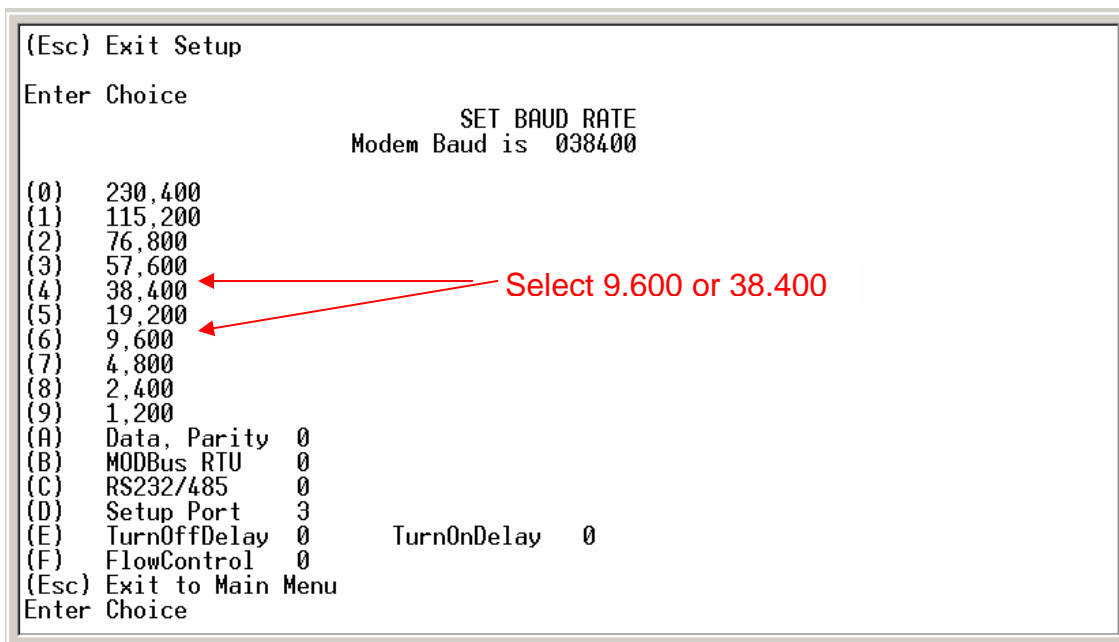 (Esc) Exit Setup
Enter Choice
SET BAUD RATE
Modem Baud is 038400
(0) 230,400
(1) 115,200
(2) 76,800
(3) 57,600
(4) 38,400
Select 9.600 or 38.400
(5) 19,200
(6) 9,600
(7) 4,800
(8) 2,400
(9) 1,200
(A) Data, Parity 0
(B) MODBus RTU 0
(C) RS232/485 0
(D) Setup Port 3
(E) TurnOffDelay 0 TurnOnDelay 0
(F) FlowControl 0
(Esc) Exit to Main Menu
Enter Choice